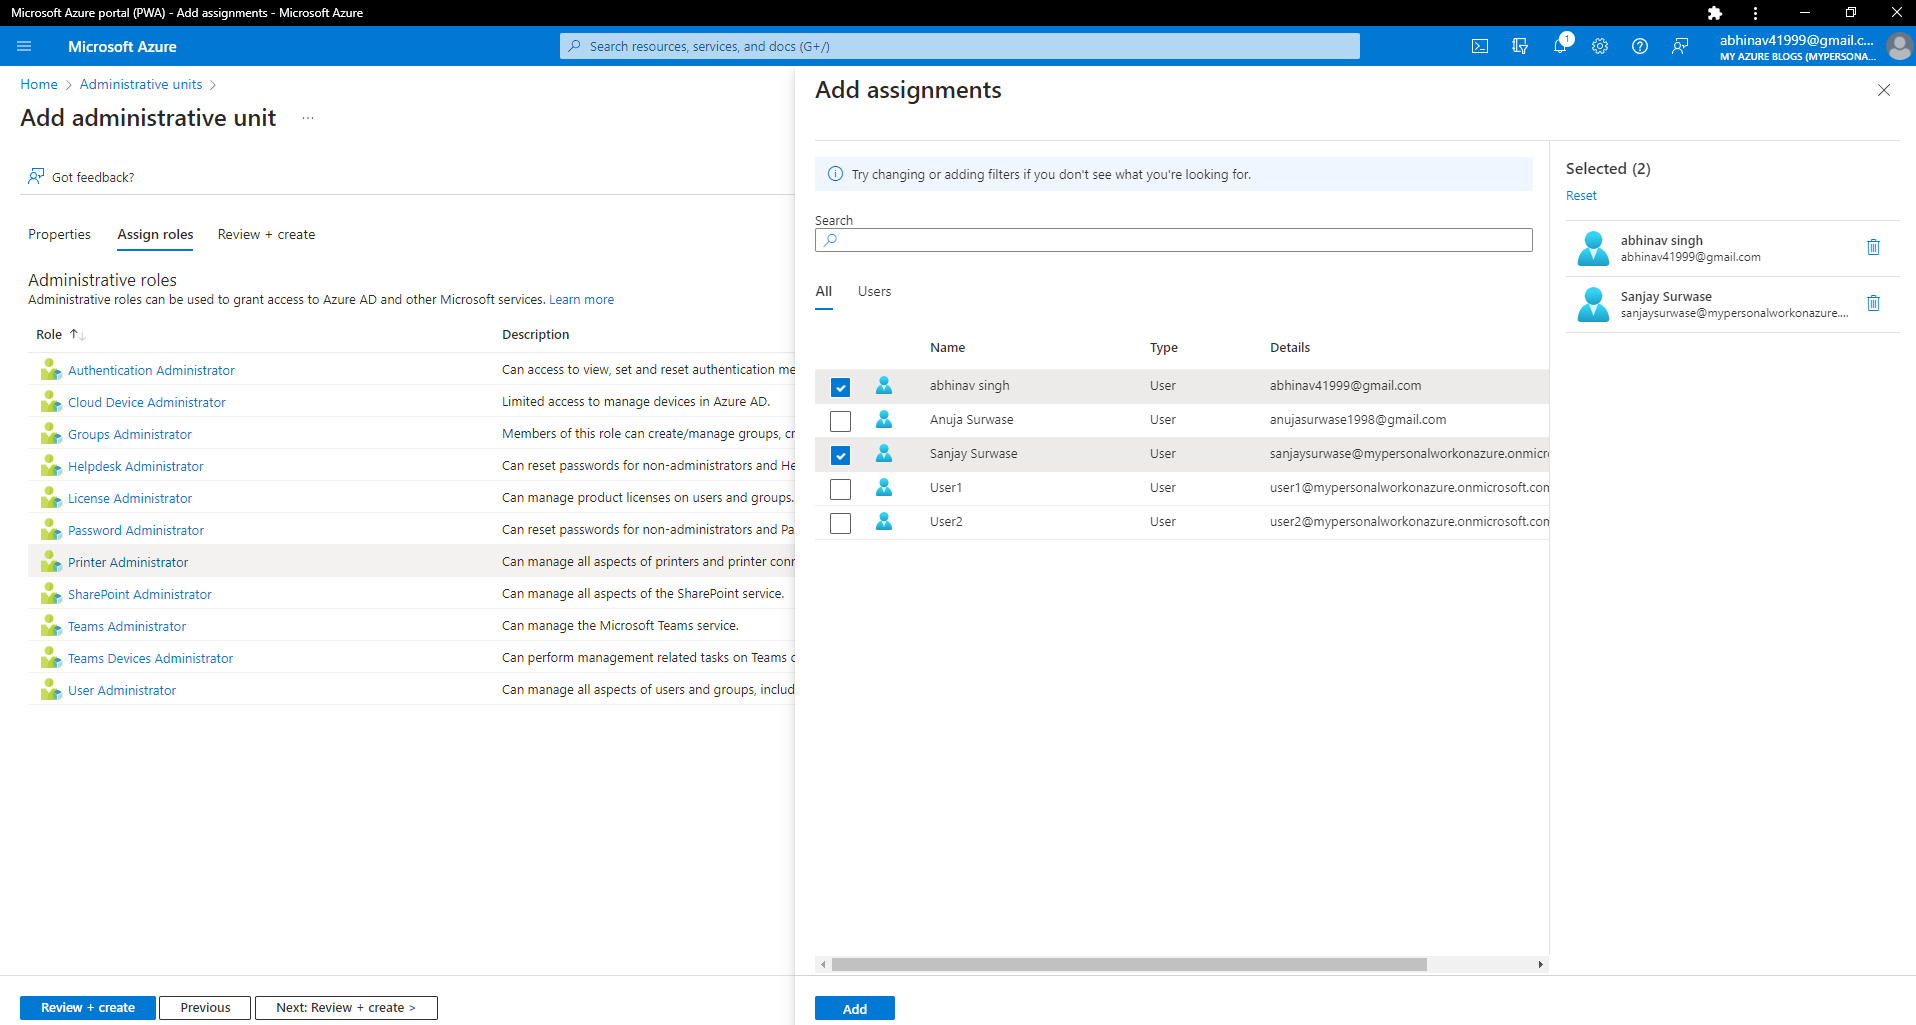 Microsoft Azure portal (PWA) - Add assignments - Microsoft Azure
Microsoft Azure
Search resources, services, and docs (G+/)
1
abhinav41999@gmail.c...
MY AZURE BLOGS (MYPERSONA...
Home > Administrative units >
Add administrative unit ...
Got feedback?
Properties Assign roles Review + create
Administrative roles
Administrative roles can be used to grant access to Azure AD and other Microsoft services. Learn more
Role ↑↓ Description
Authentication Administrator Can access to view, set and reset authentication me
Cloud Device Administrator Limited access to manage devices in Azure AD.
Groups Administrator Members of this role can create/manage groups, cr
Helpdesk Administrator Can reset passwords for non-administrators and He
License Administrator Can manage product licenses on users and groups.
Password Administrator Can reset passwords for non-administrators and Pa
Printer Administrator Can manage all aspects of printers and printer conn
SharePoint Administrator Can manage all aspects of the SharePoint service.
Teams Administrator Can manage the Microsoft Teams service.
Teams Devices Administrator Can perform management related tasks on Teams c
User Administrator Can manage all aspects of users and groups, includ
Review + create Previous Next: Review + create >
Add assignments
Try changing or adding filters if you don't see what you're looking for.
Search
All Users
Name Type Details
abhinav singh User abhinav41999@gmail.com
Anuja Surwase User anujasurwase1998@gmail.com
Sanjay Surwase User sanjaysurwase@mypersonalworkonazure.onmicr
User1 User user1@mypersonalworkonazure.onmicrosoft.com
User2 User user2@mypersonalworkonazure.onmicrosoft.com
Add
Selected (2)
Reset
abhinav singh
abhinav41999@gmail.com
Sanjay Surwase
sanjaysurwase@mypersonalworkonazure....